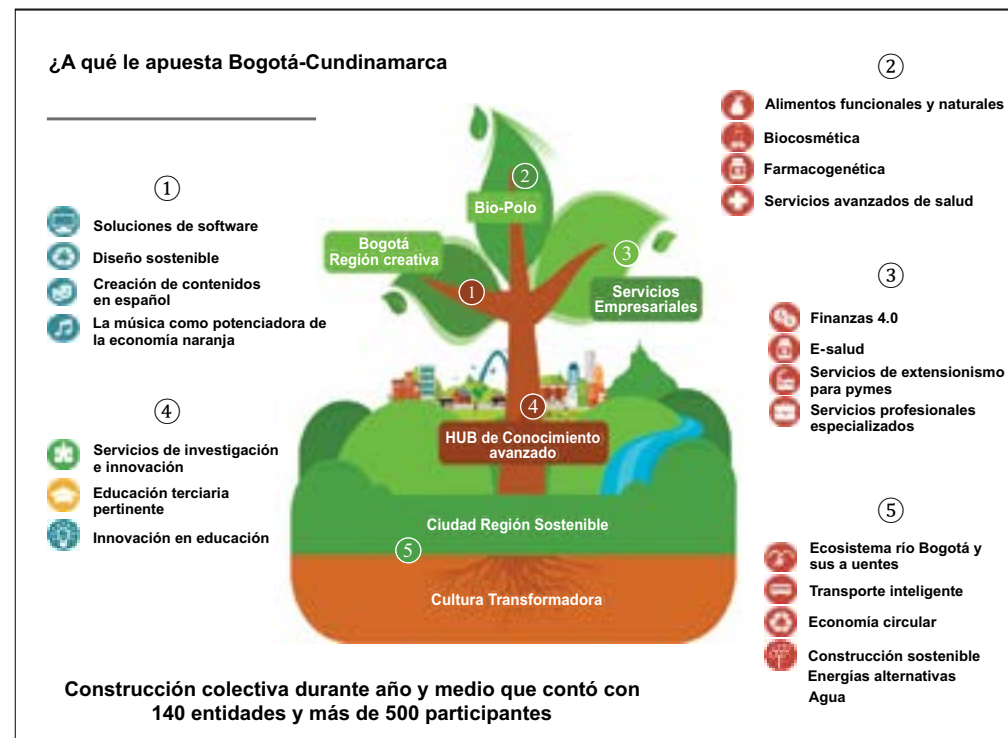 ¿A qué le apuesta Bogotá-Cundinamarca
①
Soluciones de software
Diseño sostenible
Creación de contenidos
en español
La música como potenciadora de
la economía naranja
④
Servicios de investigación
e innovación
Educación terciaria
pertinente
Innovación en educación
②
Bio-Polo
Bogotá
Región creativa
①
③
Servicios
Empresariales
④
HUB de Conocimiento
avanzado
Ciudad Región Sostenible
⑤
Cultura Transformadora
②
Alimentos funcionales y naturales
Biocosmética
Farmacogenética
Servicios avanzados de salud
③
Finanzas 4.0
E-salud
Servicios de extensionismo
para pymes
Servicios profesionales
especializados
⑤
Ecosistema río Bogotá y
sus a uentes
Transporte inteligente
Economía circular
Construcción sostenible
Energías alternativas
Agua
Construcción colectiva durante año y medio que contó con
140 entidades y más de 500 participantes